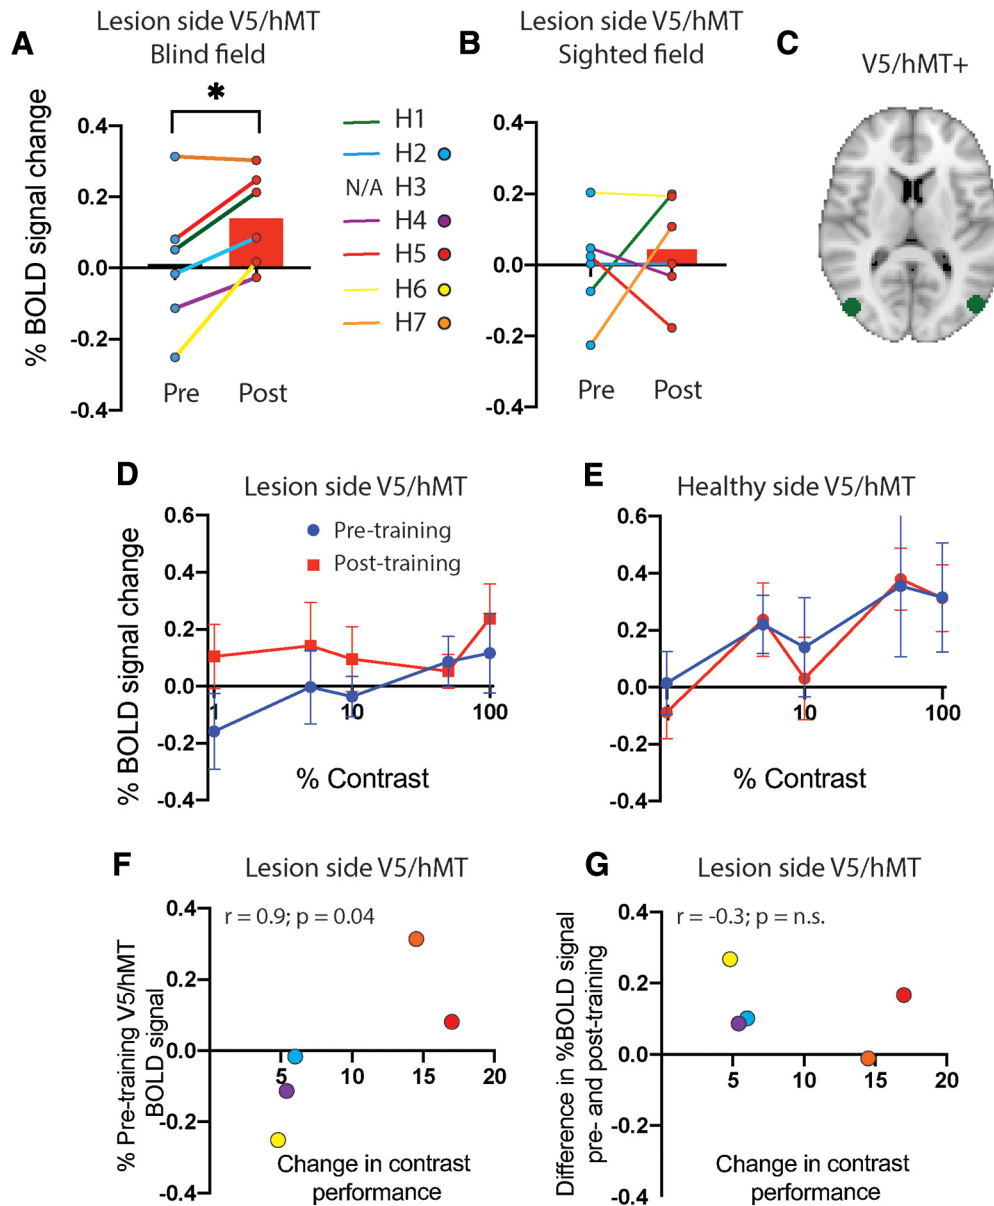 A
Lesion side V5/hMT
Blind field
*
% BOLD signal change
0.4
0.2
0.0
-0.2
-0.4
Pre
Post
H1
H2
N/A H3
H4
H5
H6
H7
B
Lesion side V5/hMT
Sighted field
0.4
0.2
0.0
-0.2
-0.4
Pre
Post
C
V5/hMT+
D
Lesion side V5/hMT
% BOLD signal change
0.6
0.4
0.2
0.0
-0.2
-0.4
Pre-training
Post-training
1
10
100
% Contrast
E
Healthy side V5/hMT
0.6
0.4
0.2
0.0
-0.2
-0.4
10
100
% Contrast
F
Lesion side V5/hMT
r = 0.9; p = 0.04
% Pre-training V5/hMT
BOLD signal
0.4
0.2
0.0
-0.2
-0.4
5
10
15
20
Change in contrast
performance
G
Lesion side V5/hMT
r = -0.3; p = n.s.
Difference in %BOLD signal
pre- and post-training
0.4
0.2
0.0
-0.2
-0.4
5
10
15
20
Change in contrast
performance